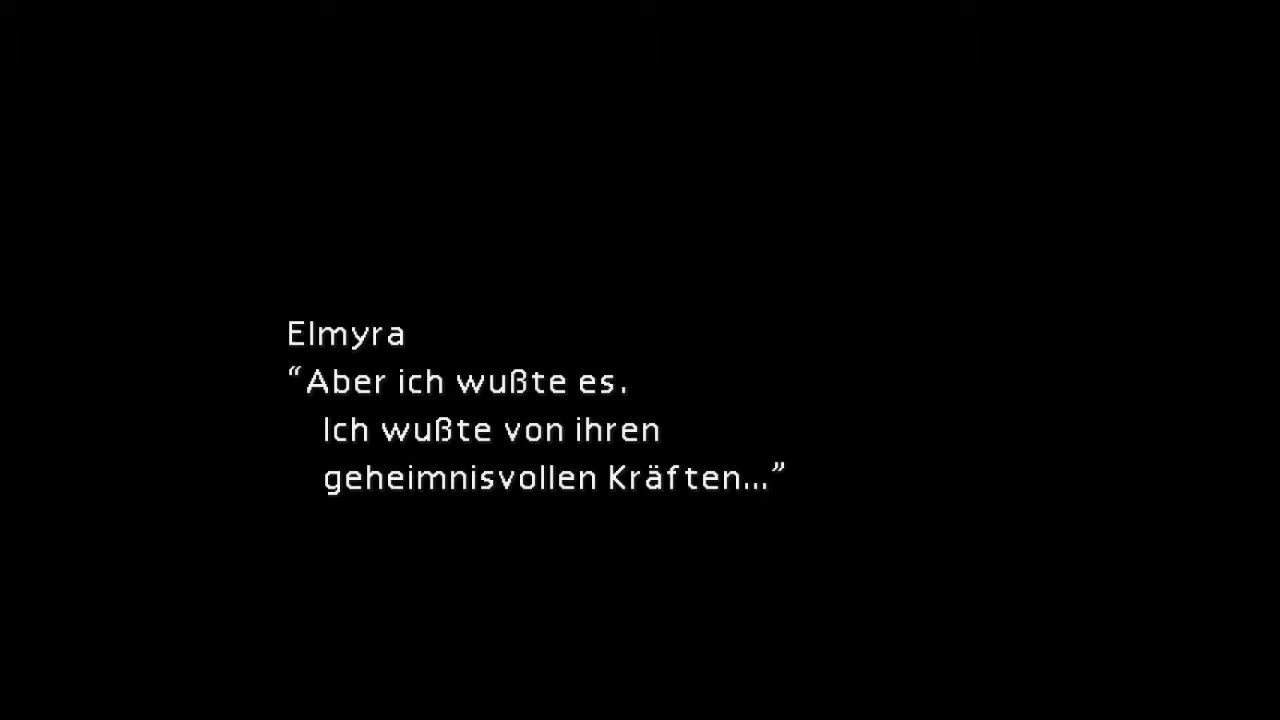 Elmyra
“Aber ich wußte es.
Ich wußte von ihren
geheimnisvollen Kräften...”